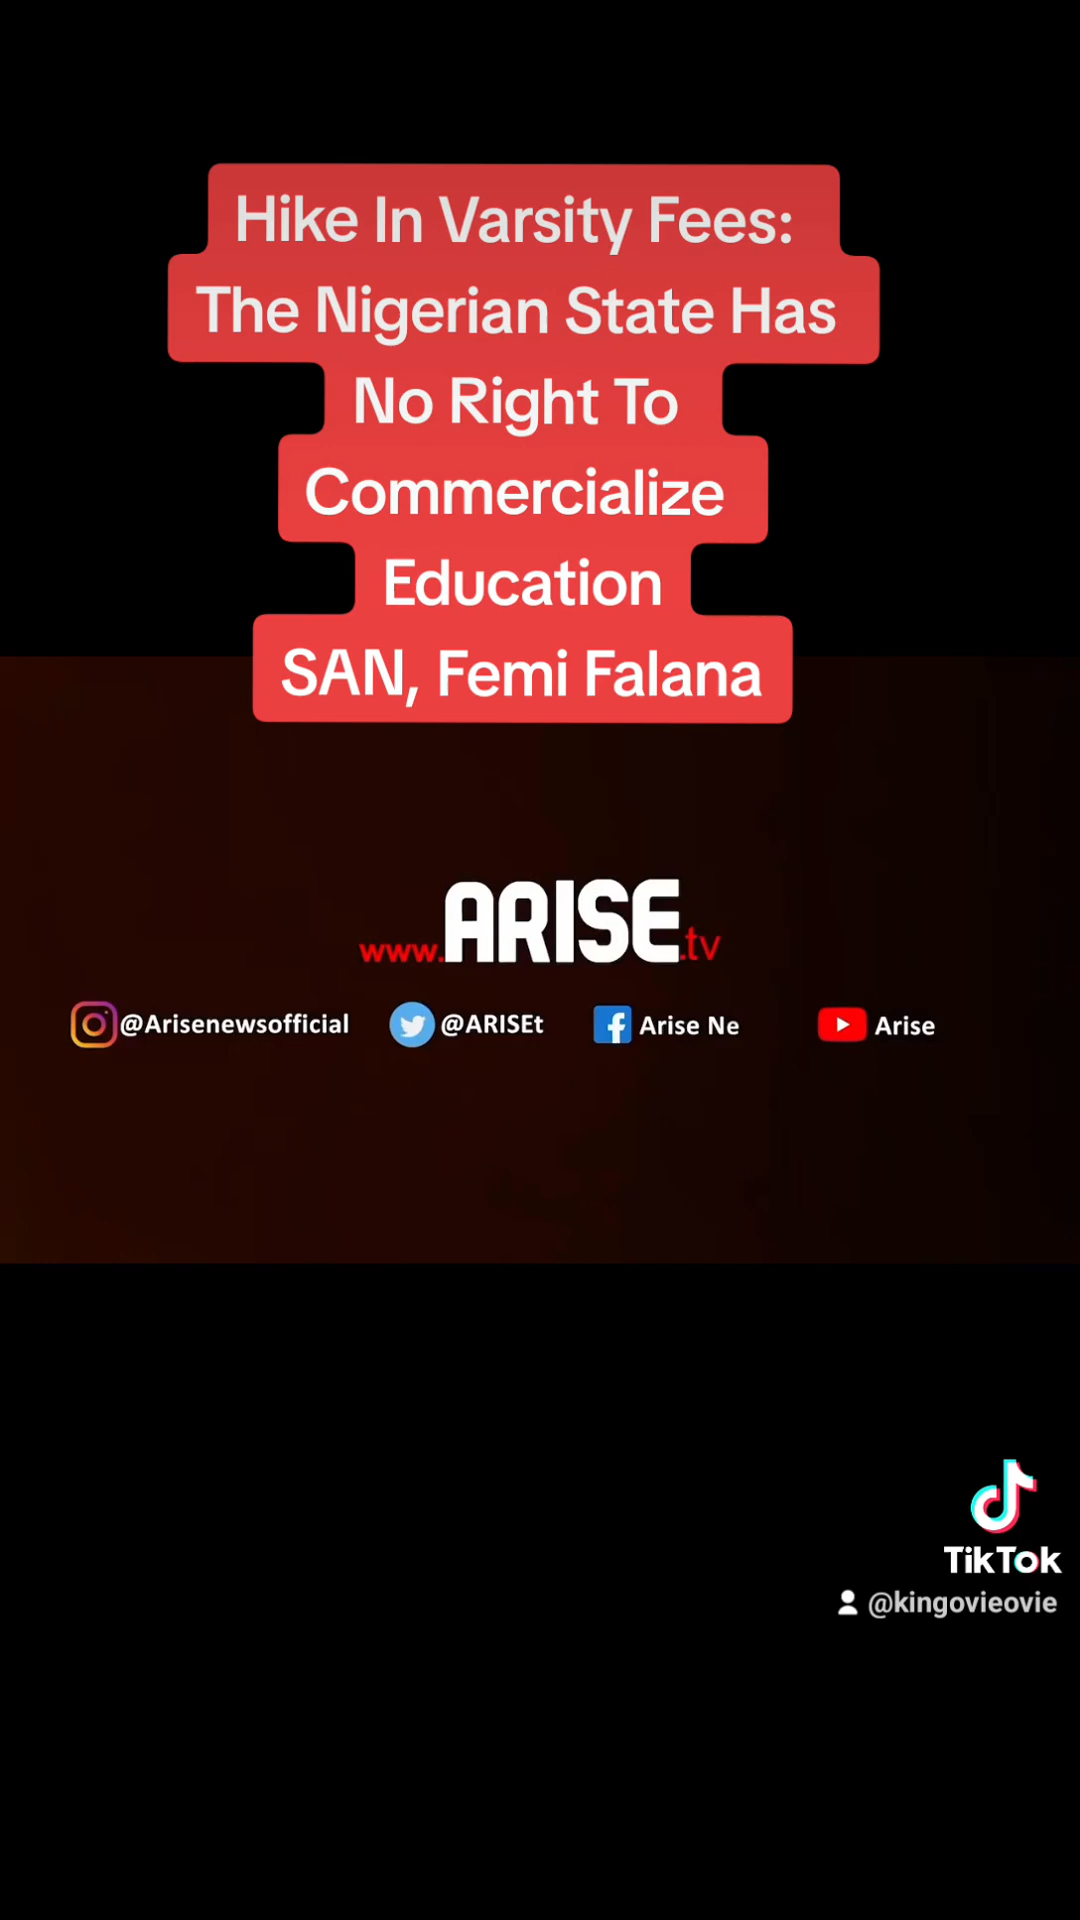 Hike In Varsity Fees:
The Nigerian State Has
No Right To
Commercialize
Education
SAN, Femi Falana
www.ARISE.tv
@Arisenewsofficial @ARISEt Arise Ne Arise
TikTok
@kingovieovie